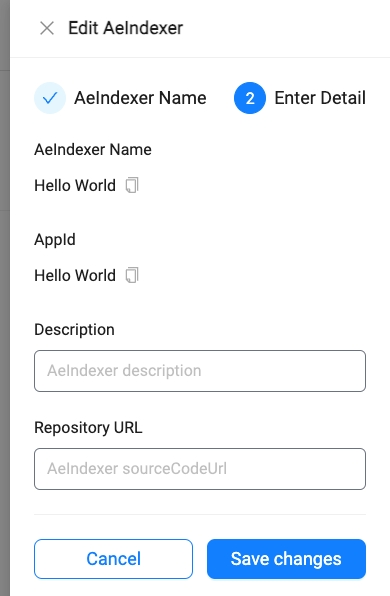 Edit AeIndexer
AeIndexer Name
2 Enter Detail
AeIndexer Name
Hello World
AppId
Hello World
Description
AeIndexer description
Repository URL
AeIndexer sourceCodeUrl
Cancel
Save changes